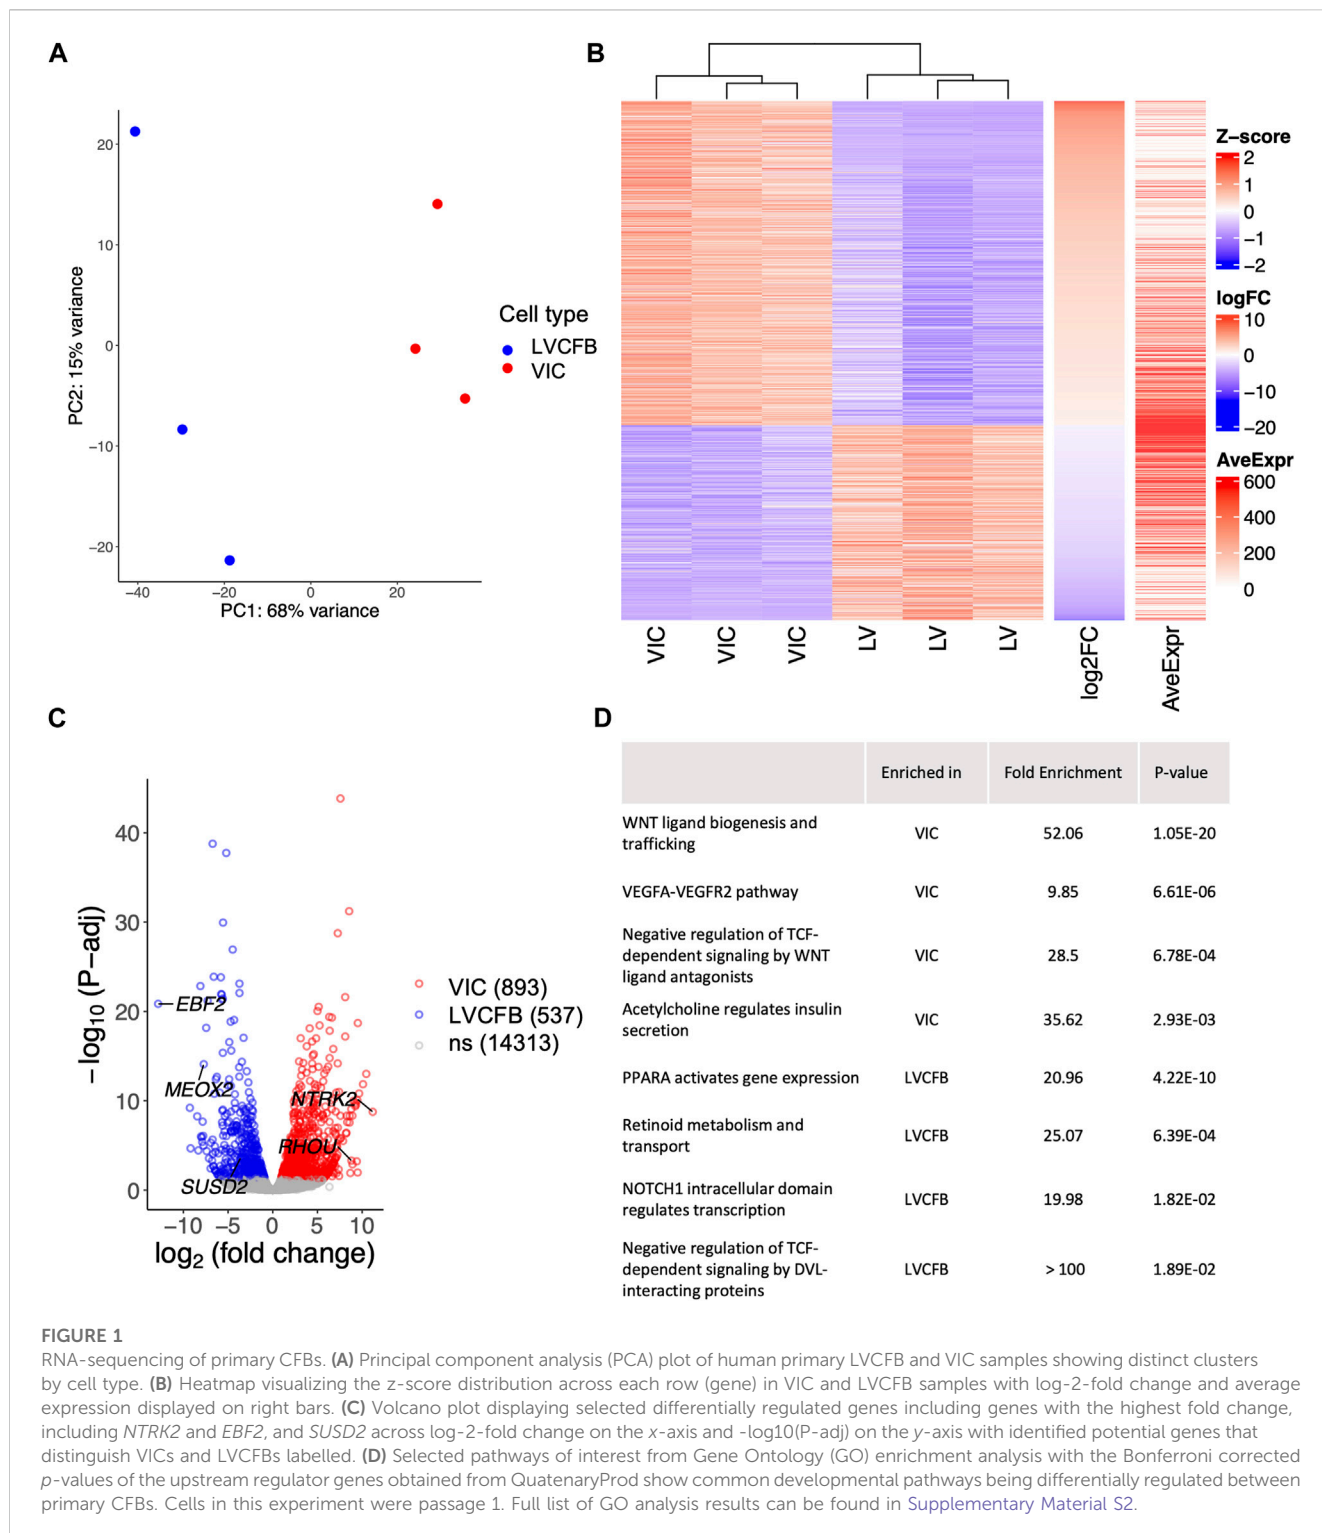 A
20
10
0
−10
−20
PC2: 15% variance
−40
−20
0
20
PC1: 68% variance
Cell type
LVCFB
VIC
B
VIC
VIC
VIC
LV
LV
LV
log2FC
AveExpr
Z−score
2
1
0
−1
−2
logFC
10
0
−10
−20
AveExpr
600
400
200
0
C
40
30
20
10
0
−log10 (P−adj)
EBF2
MEOX2
SUSD2
NTRK2
RHOU
−10
−5
0
5
10
log2 (fold change)
VIC (893)
LVCFB (537)
ns (14313)
D
Enriched in Fold Enrichment P-value
WNT ligand biogenesis and
trafficking
VIC 52.06 1.05E-20
VEGFA-VEGFR2 pathway VIC 9.85 6.61E-06
Negative regulation of TCF-
dependent signaling by WNT
ligand antagonists
VIC 28.5 6.78E-04
Acetylcholine regulates insulin
secretion
VIC 35.62 2.93E-03
PPARA activates gene expression LVCFB 20.96 4.22E-10
Retinoid metabolism and
transport
LVCFB 25.07 6.39E-04
NOTCH1 intracellular domain
regulates transcription
LVCFB 19.98 1.82E-02
Negative regulation of TCF-
dependent signaling by DVL-
interacting proteins
LVCFB > 100 1.89E-02
FIGURE 1
RNA-sequencing of primary CFBs. (A) Principal component analysis (PCA) plot of human primary LVCFB and VIC samples showing distinct clusters
by cell type. (B) Heatmap visualizing the z-score distribution across each row (gene) in VIC and LVCFB samples with log-2-fold change and average
expression displayed on right bars. (C) Volcano plot displaying selected differentially regulated genes including genes with the highest fold change,
including NTRK2 and EBF2, and SUSD2 across log-2-fold change on the x-axis and -log10(P-adj) on the y-axis with identified potential genes that
distinguish VICs and LVCFBs labelled. (D) Selected pathways of interest from Gene Ontology (GO) enrichment analysis with the Bonferroni corrected
p-values of the upstream regulator genes obtained from QuatenaryProd show common developmental pathways being differentially regulated between
primary CFBs. Cells in this experiment were passage 1. Full list of GO analysis results can be found in Supplementary Material S2.